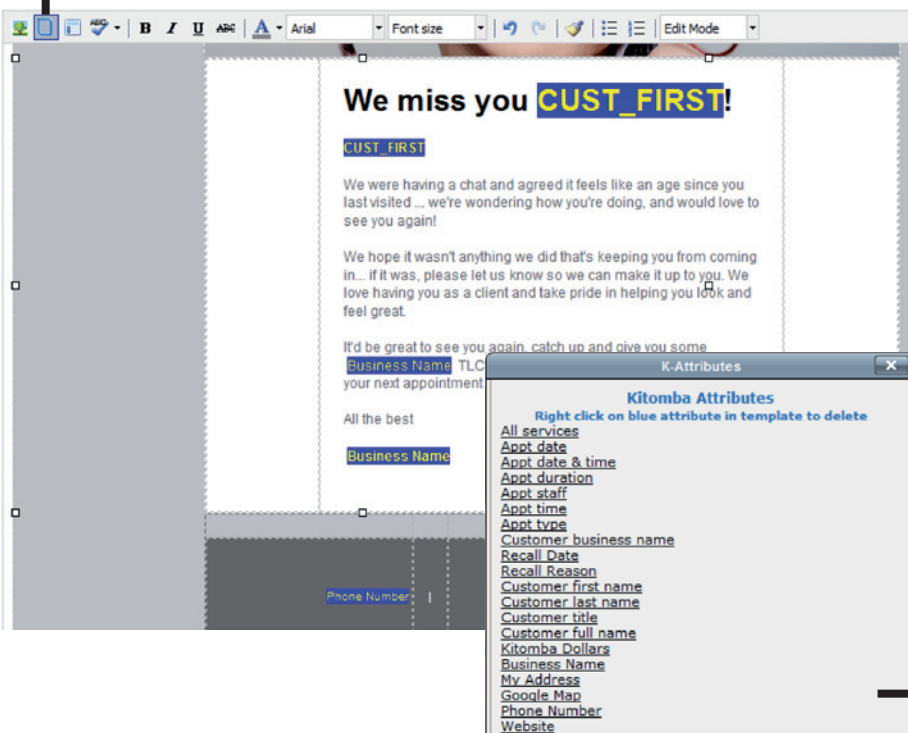 ABC
B I U ABC A Arial Font size Edit Mode
We miss you CUST_FIRST!
CUST_FIRST
We were having a chat and agreed it feels like an age since you
last visited ... we're wondering how you're doing, and would love to
see you again!
We hope it wasn't anything we did that's keeping you from coming
in... if it was, please let us know so we can make it up to you. We
love having you as a client and take pride in helping you look and
feel great.
It'd be great to see you again, catch up and give you some
Business Name TLC
your next appointment
All the best
Business Name
Phone Number |
K-Attributes
Kitomba Attributes
Right click on blue attribute in template to delete
All services
Appt date
Appt date & time
Appt duration
Appt staff
Appt time
Appt type
Customer business name
Recall Date
Recall Reason
Customer first name
Customer last name
Customer title
Customer full name
Kitomba Dollars
Business Name
My Address
Google Map
Phone Number
Website